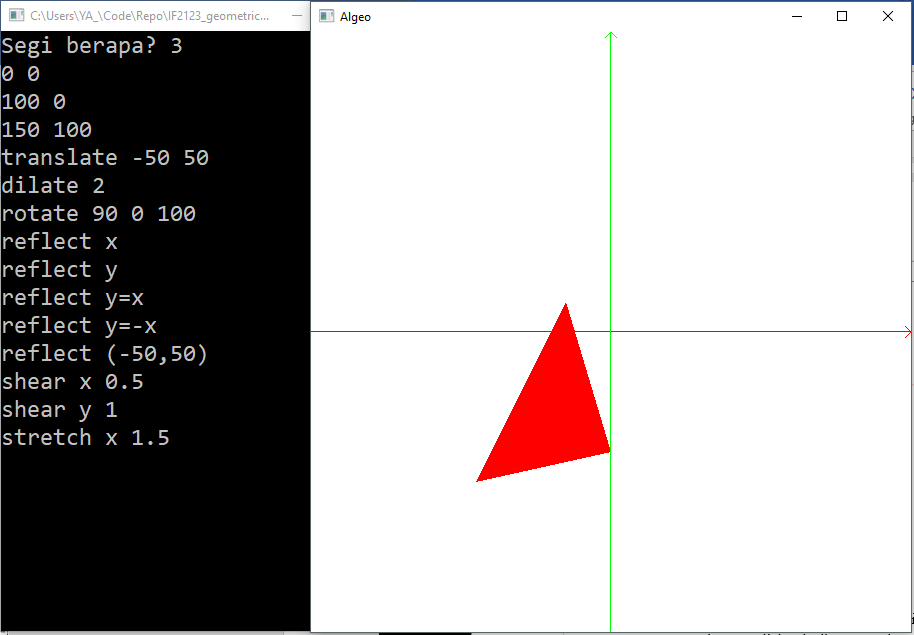 C:\Users\YA_\Code\Repo\IF2123_geometric...
Segi berapa? 3
0 0
100 0
150 100
translate -50 50
dilate 2
rotate 90 0 100
reflect x
reflect y
reflect y=x
reflect y=-x
reflect (-50,50)
shear x 0.5
shear y 1
stretch x 1.5
Algeo